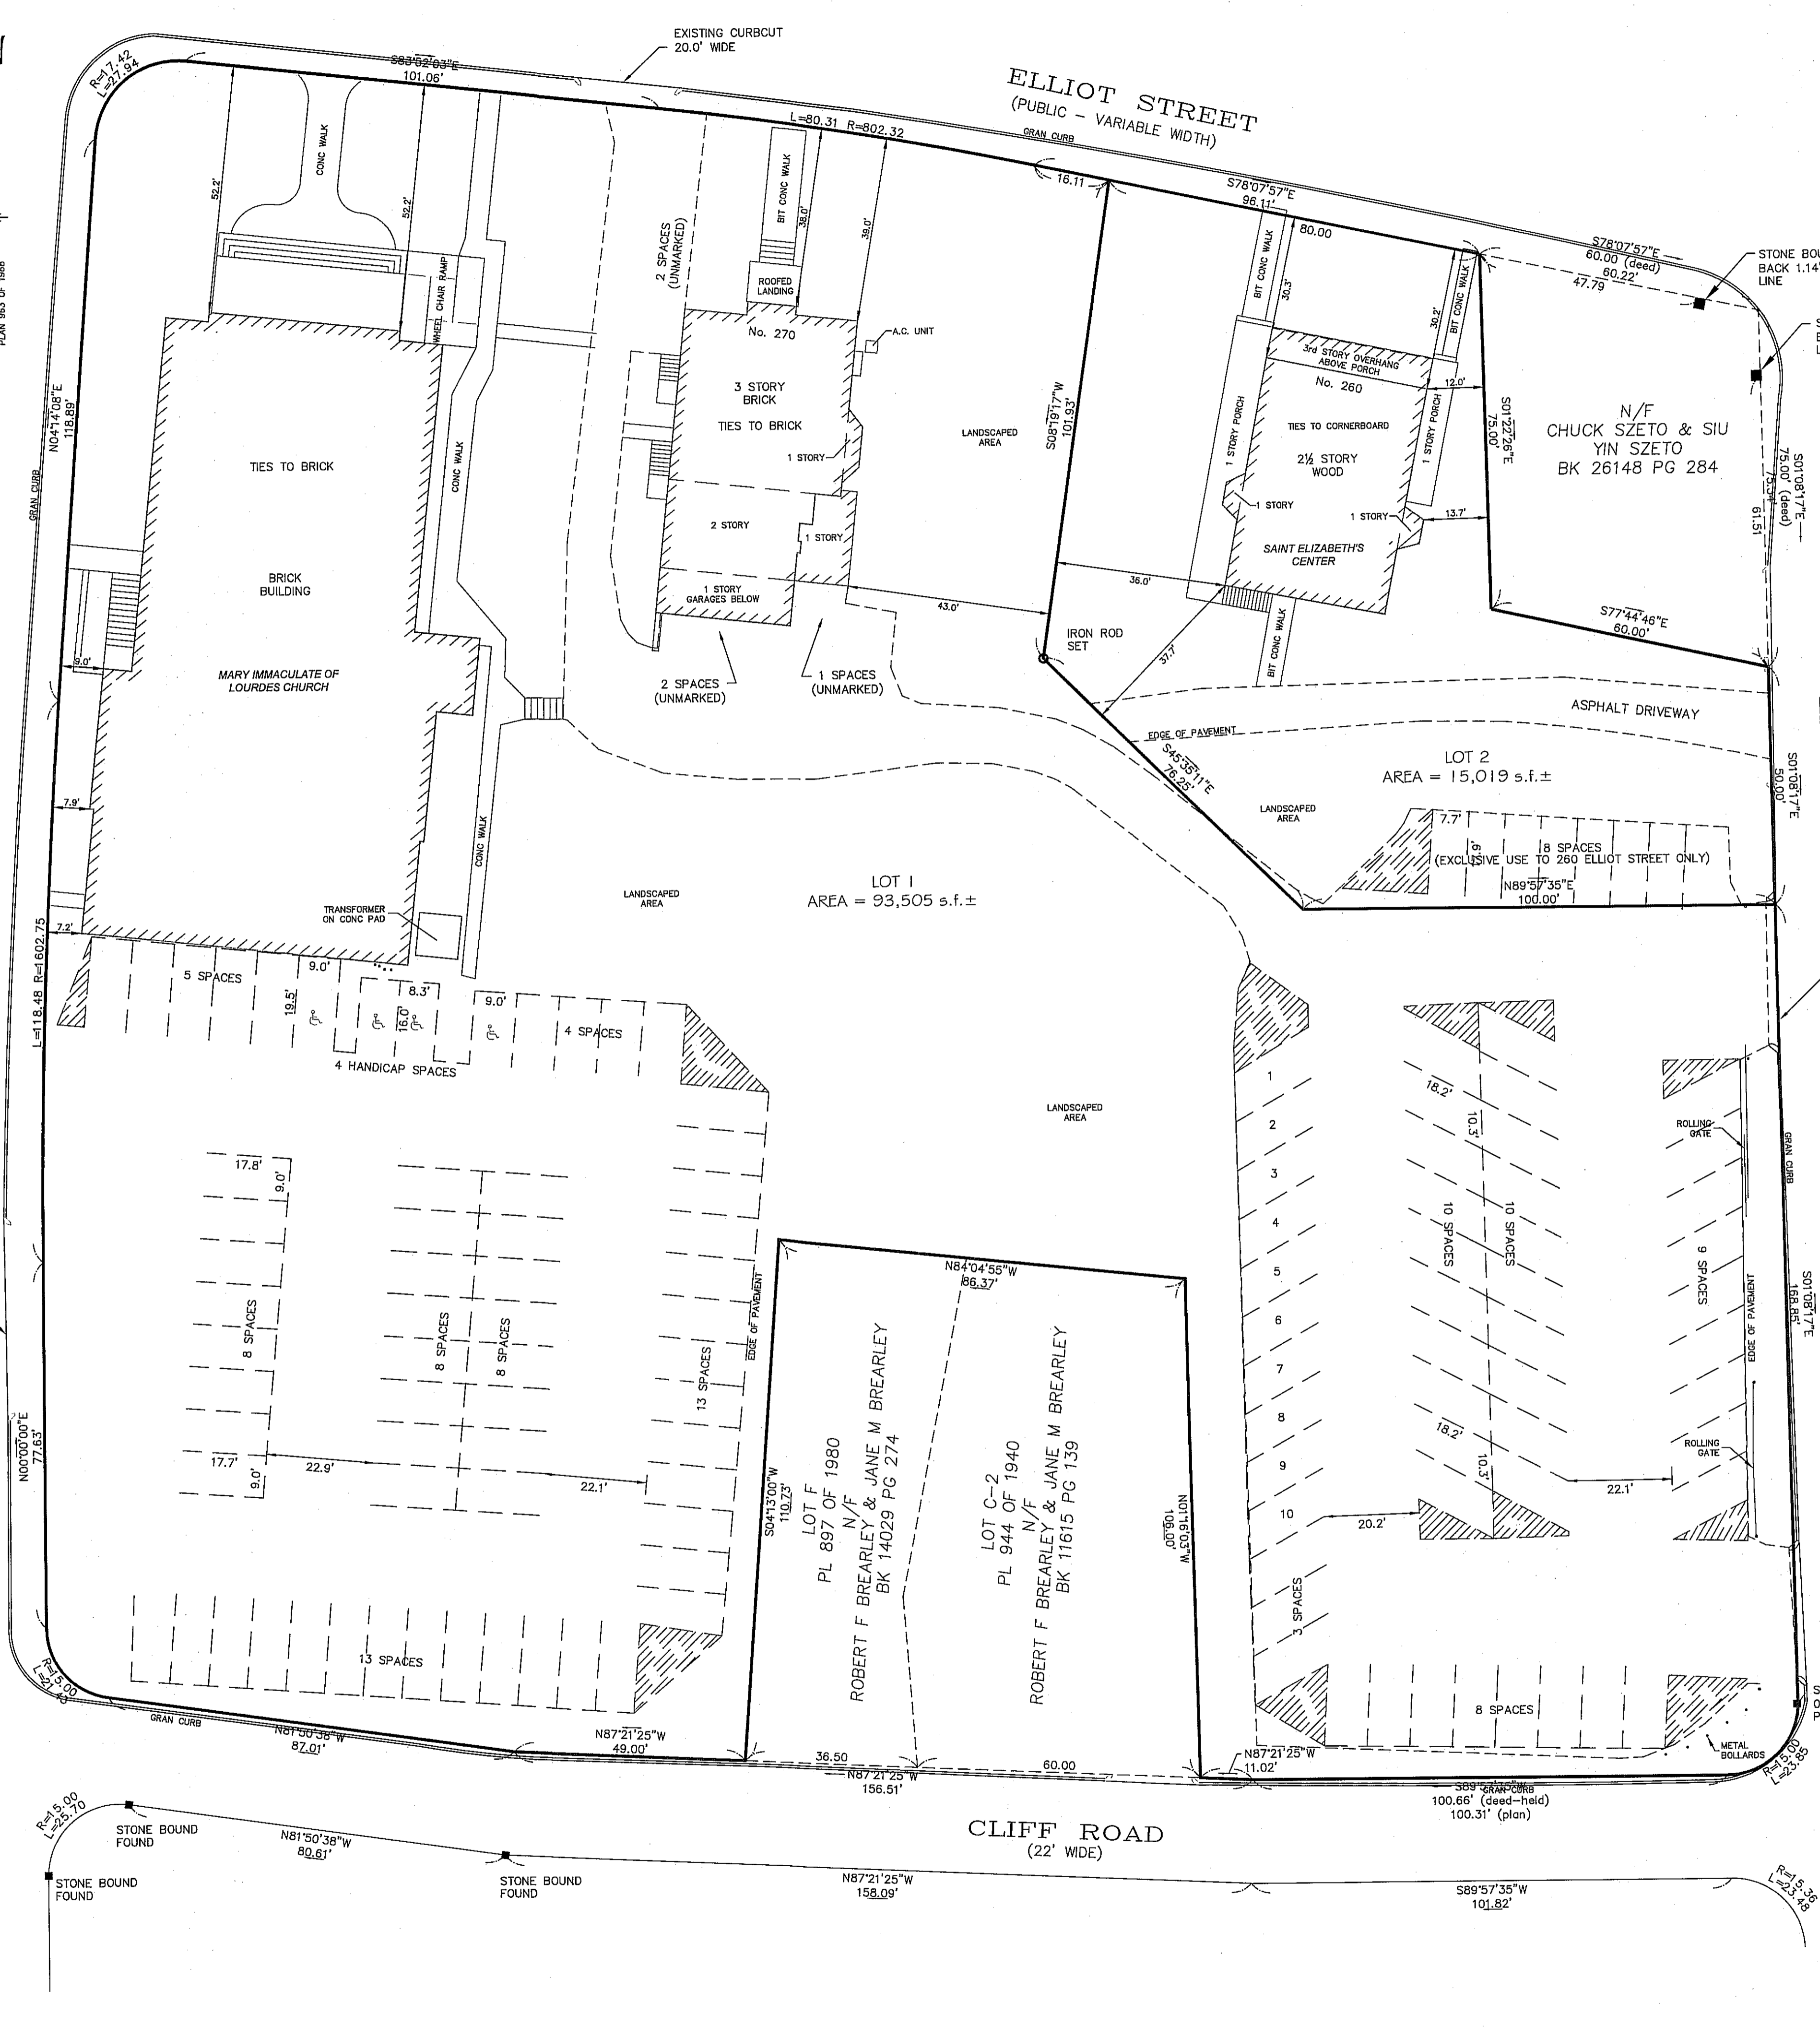 EXISTING CURBCUT
20.0' WIDE
R=17.42
L=27.94
S83°52'03"E
101.06'
ELLIOT STREET
(PUBLIC - VARIABLE WIDTH)
GRAN CURB
L=80.31 R=802.32
16.11
S78°07'57"E
96.11'
80.00
S78°07'57"E
60.00 (deed)
60.22'
47.79
BACK 1.14'
LINE
CONC WALK
52.2'
52.2'
WHEEL CHAIR RAMP
2 SPACES
(UNMARKED)
BIT CONC WALK
38.0'
39.0'
ROOFED
LANDING
No. 270
A.C. UNIT
3 STORY
BRICK
TIES TO BRICK
1 STORY
2 STORY
1 STORY
1 STORY
GARAGES BELOW
LANDSCAPED
AREA
S08°19'17"W
101.93'
BIT CONC WALK
30.3'
30.2'
BIT CONC WALK
3rd STORY OVERHANG
ABOVE PORCH
No. 260
12.0'
1 STORY PORCH
TIES TO CORNERBOARD
1 STORY PORCH
2½ STORY
WOOD
1 STORY
1 STORY
13.7'
SAINT ELIZABETH'S
CENTER
S01°22'26"E
75.00'
N/F
CHUCK SZETO & SIU
YIN SZETO
BK 26148 PG 284
S01°08'17"E
75.00' (deed)
61.51
N04°14'08"E
118.89'
GRAN CURB
TIES TO BRICK
CONC WALK
BRICK
BUILDING
9.0'
MARY IMMACULATE OF
LOURDES CHURCH
43.0'
36.0'
37.7'
BIT CONC WALK
IRON ROD
SET
2 SPACES
(UNMARKED)
1 SPACES
(UNMARKED)
S77°44'46"E
60.00'
ASPHALT DRIVEWAY
EDGE OF PAVEMENT
S45°35'11"E
76.25'
LOT 2
AREA = 15,019 s.f.±
S01°08'17"E
50.00'
LANDSCAPED
AREA
7.7'
8 SPACES
(EXCLUSIVE USE TO 260 ELLIOT STREET ONLY)
N89°57'35"E
100.00'
7.9'
CONC WALK
LOT 1
AREA = 93,505 s.f.±
LANDSCAPED
AREA
TRANSFORMER
ON CONC PAD
7.2'
L=118.48 R=1602.75
5 SPACES
9.0'
19.5'
8.3'
16.0'
9.0'
4 SPACES
4 HANDICAP SPACES
LANDSCAPED
AREA
1
2
3
4
5
6
7
8
9
10
18.2'
10.3'
10 SPACES
10 SPACES
ROLLING
GATE
GRAN CURB
9 SPACES
EDGE OF PAVEMENT
S01°08'17"E
168.85'
18.2'
10.3'
ROLLING
GATE
22.1'
20.2'
3 SPACES
17.8'
9.0'
8 SPACES
8 SPACES
8 SPACES
13 SPACES
EDGE OF PAVEMENT
N84°04'55"W
86.37'
17.7'
9.0'
22.9'
22.1'
N00°00'00"E
77.63'
S04°13'00"W
110.73'
LOT F
PL 897 OF 1980
N/F
ROBERT F BREARLEY & JANE M BREARLEY
BK 14029 PG 274
LOT C-2
PL 944 OF 1940
N/F
ROBERT F BREARLEY & JANE M BREARLEY
BK 11615 PG 139
N01°16'03"W
106.00'
13 SPACES
R=15.00
L=21.43
GRAN CURB
N81°50'38"W
87.01'
N87°21'25"W
49.00'
36.50
N87°21'25"W
156.51'
60.00
N87°21'25"W
11.02'
8 SPACES
METAL
BOLLARDS
R=15.00
L=23.85
GRAN CURB
100.66' (deed-held)
100.31' (plan)
CLIFF ROAD
(22' WIDE)
R=15.00
L=25.70
STONE BOUND
FOUND
N81°50'38"W
80.61'
STONE BOUND
FOUND
STONE BOUND
FOUND
N87°21'25"W
158.09'
S89°57'35"W
101.82'
R=15.36
L=23.48